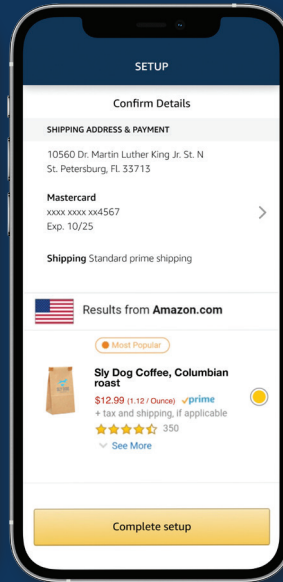 SETUP
Confirm Details
SHIPPING ADDRESS & PAYMENT
10560 Dr. Martin Luther King Jr. St. N
St. Petersburg, Fl. 33713
Mastercard
xxxx xxxx xx4567
Exp. 10/25
Shipping Standard prime shipping
Results from Amazon.com
Most Popular
Sly Dog Coffee, Columbian
roast
$12.99 (1.12 / Ounce) prime
+ tax and shipping, if applicable
350
See More
Complete setup